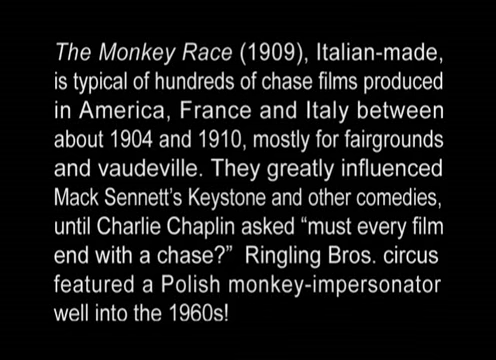 The Monkey Race (1909), Italian-made,
is typical of hundreds of chase films produced
in America, France and Italy between
about 1904 and 1910, mostly for fairgrounds
and vaudeville. They greatly influenced
Mack Sennett's Keystone and other comedies,
until Charlie Chaplin asked “must every film
end with a chase?”  Ringling Bros. circus
featured a Polish monkey-impersonator
well into the 1960s!